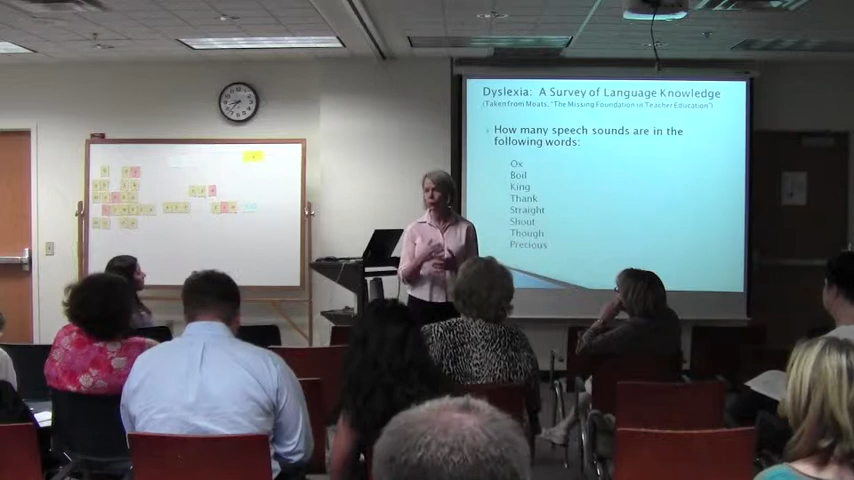 Dyslexia: A Survey of Language Knowledge
(Taken from Moats, "The Missing Foundation in Teacher Education")
How many speech sounds are in the
following words:
Ox
Boil
King
Thank
Straight
Shout
Though
Precious